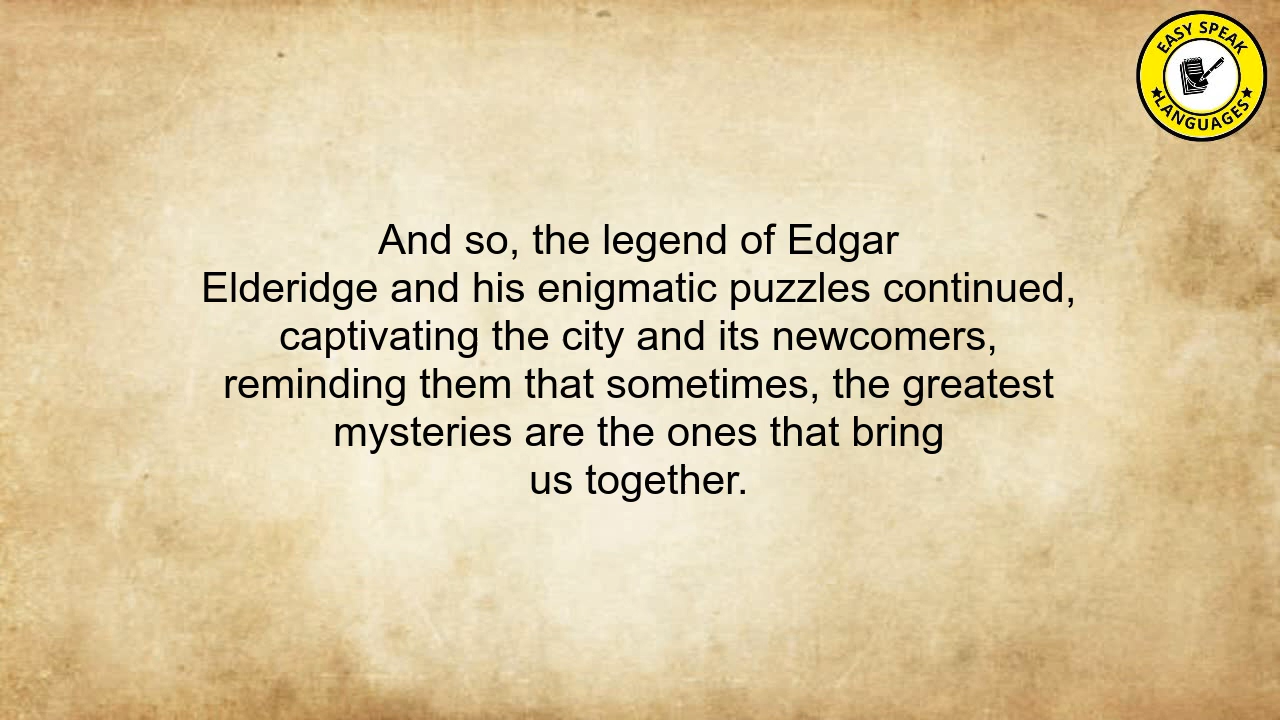 EASY SPEAK
LANGUAGES
And so, the legend of Edgar
Elderidge and his enigmatic puzzles continued,
captivating the city and its newcomers,
reminding them that sometimes, the greatest
mysteries are the ones that bring
us together.